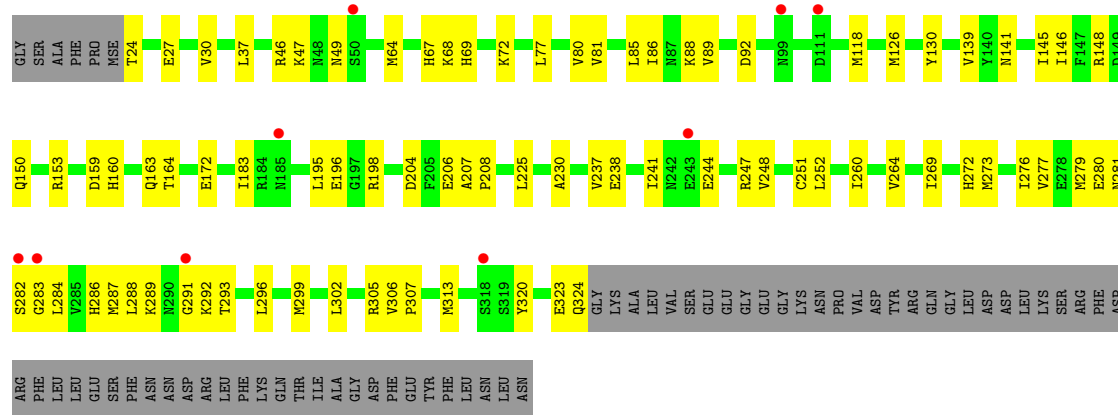 GLY SER ALA PHE PRO MSE T24 E27 V30 L37 R46 K47 N48 N49 S50 M64 H67 K68 H69 K72 L77 V80 V81 L85 I86 N87 K88 V89 D92 N99 D111 M118 M126 Y130 V139 Y140 N141 I145 I146 F147 R148 D149
Q150 R153 D159 H160 Q163 T164 E172 I183 R184 N185 L195 E196 G197 R198 D204 F205 E206 A207 P208 L225 A230 V237 E238 I241 N242 E243 E244 R247 V248 C251 L252 I260 V264 I269 H272 M273 I276 V277 E278 M279 E280 N281
S282 G283 L284 V285 H286 M287 L288 K289 N290 G291 K292 T293 L296 M299 L302 R305 V306 P307 M313 S318 S319 Y320 E323 Q324 GLY LYS ALA LEU VAL SER GLU GLU GLY GLU GLY LYS ASN PRO VAL ASP TYR ARG GLN GLY LEU ASP ASP LEU LYS SER ARG PHE ASP
ARG PHE LEU LEU GLU SER PHE ASN ASN ASP ARG LEU PHE LYS GLN THR ILE ALA GLY ASP PHE GLU TYR PHE LEU ASN LEU ASN